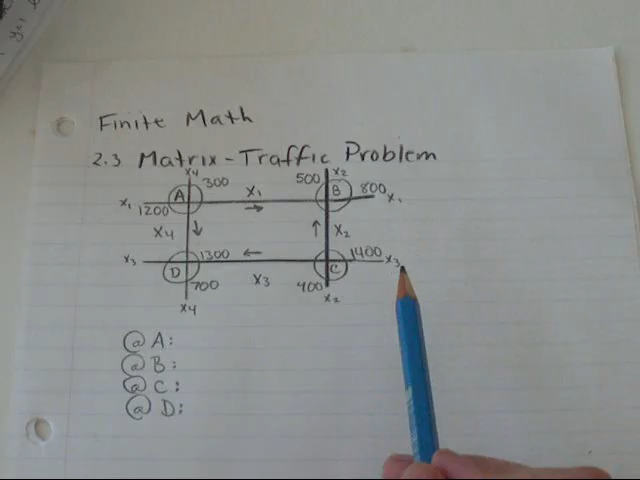 Finite Math
2.3 Matrix-Traffic Problem
x4 300 x1 500 x2 800
x1 A B x1
1200
x4 x2
1300 1400
x3 D C x3
700 x3 400
x4 x2
@ A:
@ B:
@ C:
@ D: